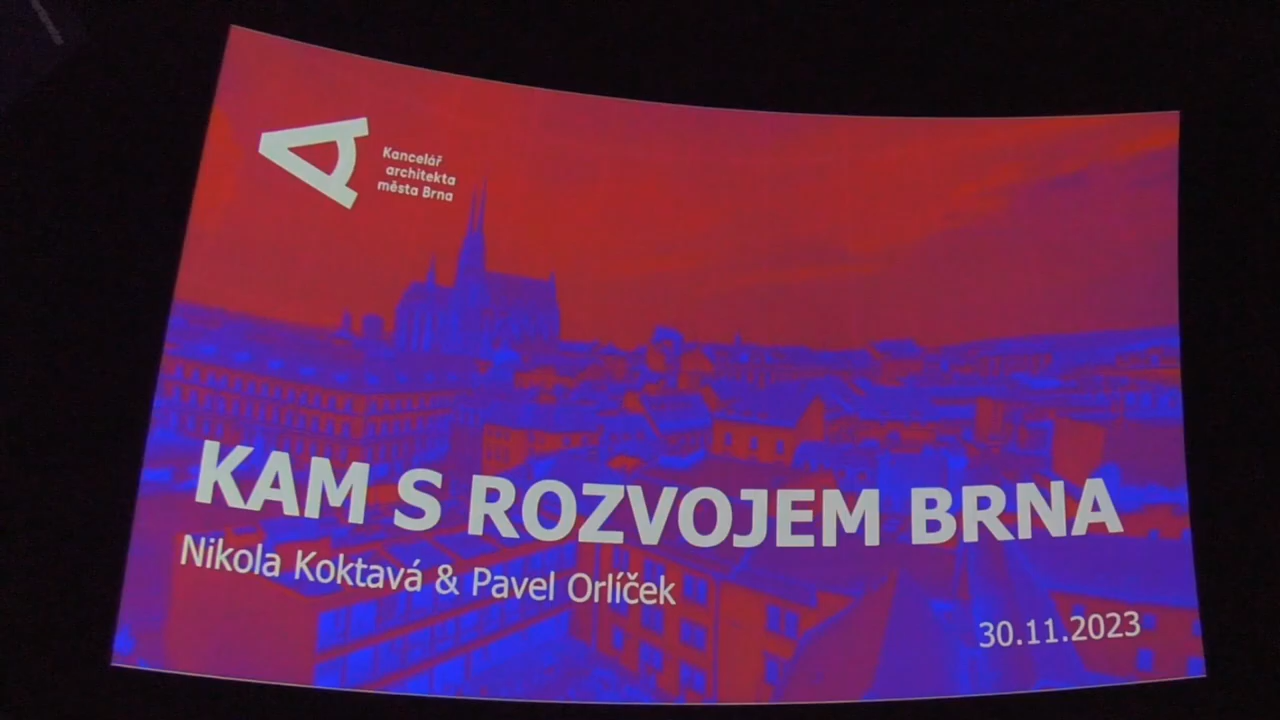 Kancelář
architekta
města Brna
KAM S ROZVOJEM BRNA
Nikola Koktavá & Pavel Orlíček
30.11.2023